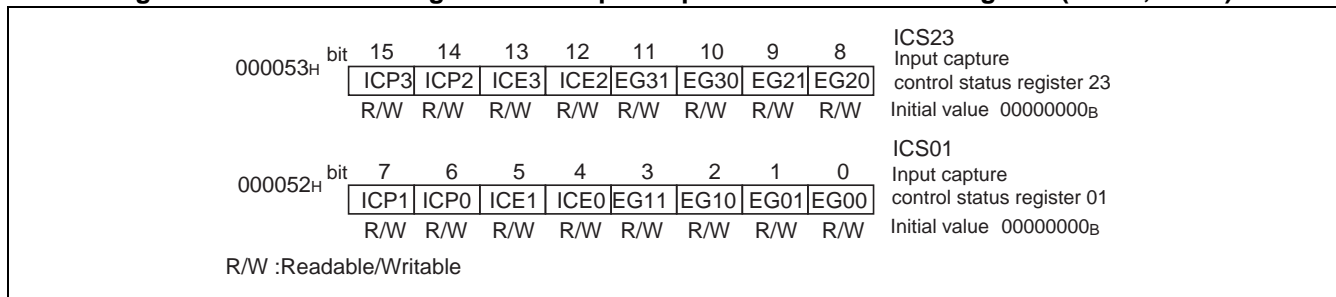 bit 15 14 13 12 11 10 9 8 ICS23
000053H Input capture
ICP3 ICP2 ICE3 ICE2 EG31 EG30 EG21 EG20 control status register 23
R/W R/W R/W R/W R/W R/W R/W R/W Initial value 00000000B
ICS01
bit 7 6 5 4 3 2 1 0 Input capture
000052H
ICP1 ICP0 ICE1 ICE0 EG11 EG10 EG01 EG00 control status register 01
R/W R/W R/W R/W R/W R/W R/W R/W Initial value 00000000B
R/W :Readable/Writable